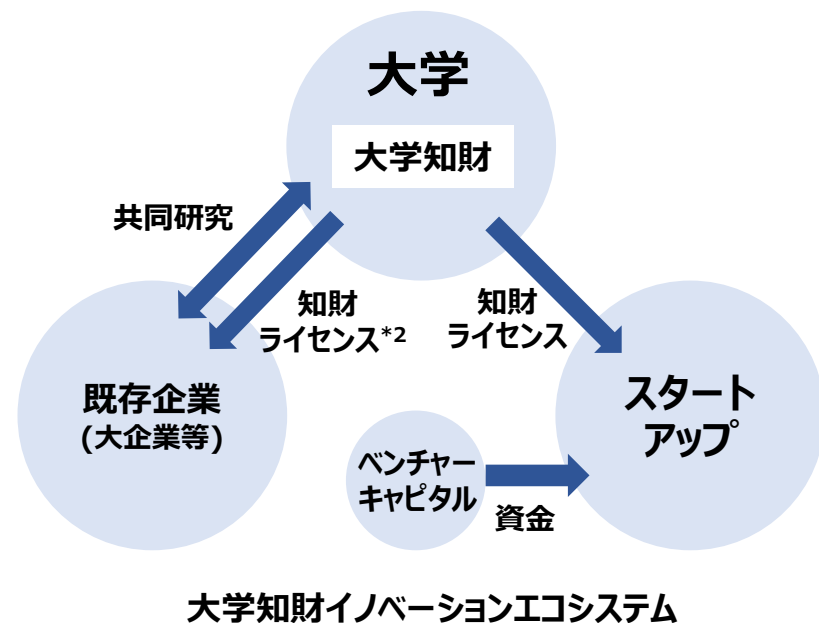 大学
大学知財
共同研究
知財
ライセンス*2
知財
ライセンス
既存企業
(大企業等)
スタート
アップ
ベンチャー
キャピタル
資金
大学知財イノベーションエコシステム